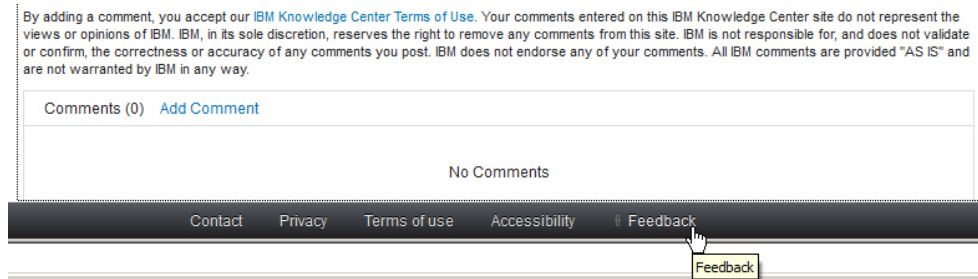 By adding a comment, you accept our IBM Knowledge Center Terms of Use. Your comments entered on this IBM Knowledge Center site do not represent the
views or opinions of IBM. IBM, in its sole discretion, reserves the right to remove any comments from this site. IBM is not responsible for, and does not validate
or confirm, the correctness or accuracy of any comments you post. IBM does not endorse any of your comments. All IBM comments are provided "AS IS" and
are not warranted by IBM in any way.
Comments (0) Add Comment
No Comments
Contact Privacy Terms of use Accessibility Feedback
Feedback